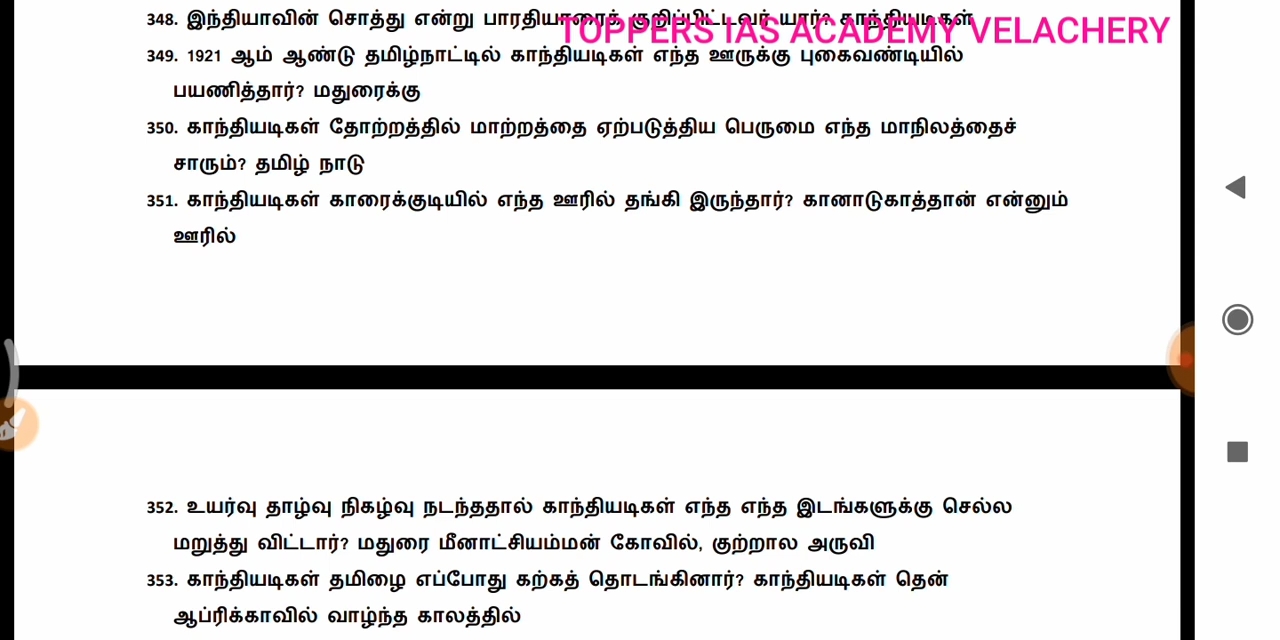 348. இந்தியாவின் சொத்து என்று பாரதியாரைக் குறிப்பிட்டவர் யார்? காந்தியடிகள்
TOPPERS IAS ACADEMY VELACHERY
349. 1921 ஆம் ஆண்டு தமிழ்நாட்டில் காந்தியடிகள் எந்த ஊருக்கு புகைவண்டியில்
பயணித்தார்? மதுரைக்கு
350. காந்தியடிகள் தோற்றத்தில் மாற்றத்தை ஏற்படுத்திய பெருமை எந்த மாநிலத்தைச்
சாரும்? தமிழ் நாடு
351. காந்தியடிகள் காரைக்குடியில் எந்த ஊரில் தங்கி இருந்தார்? கானாடுகாத்தான் என்னும்
ஊரில்
352. உயர்வு தாழ்வு நிகழ்வு நடந்ததால் காந்தியடிகள் எந்த எந்த இடங்களுக்கு செல்ல
மறுத்து விட்டார்? மதுரை மீனாட்சியம்மன் கோவில், குற்றால அருவி
353. காந்தியடிகள் தமிழை எப்போது கற்கத் தொடங்கினார்? காந்தியடிகள் தென்
ஆப்ரிக்காவில் வாழ்ந்த காலத்தில்